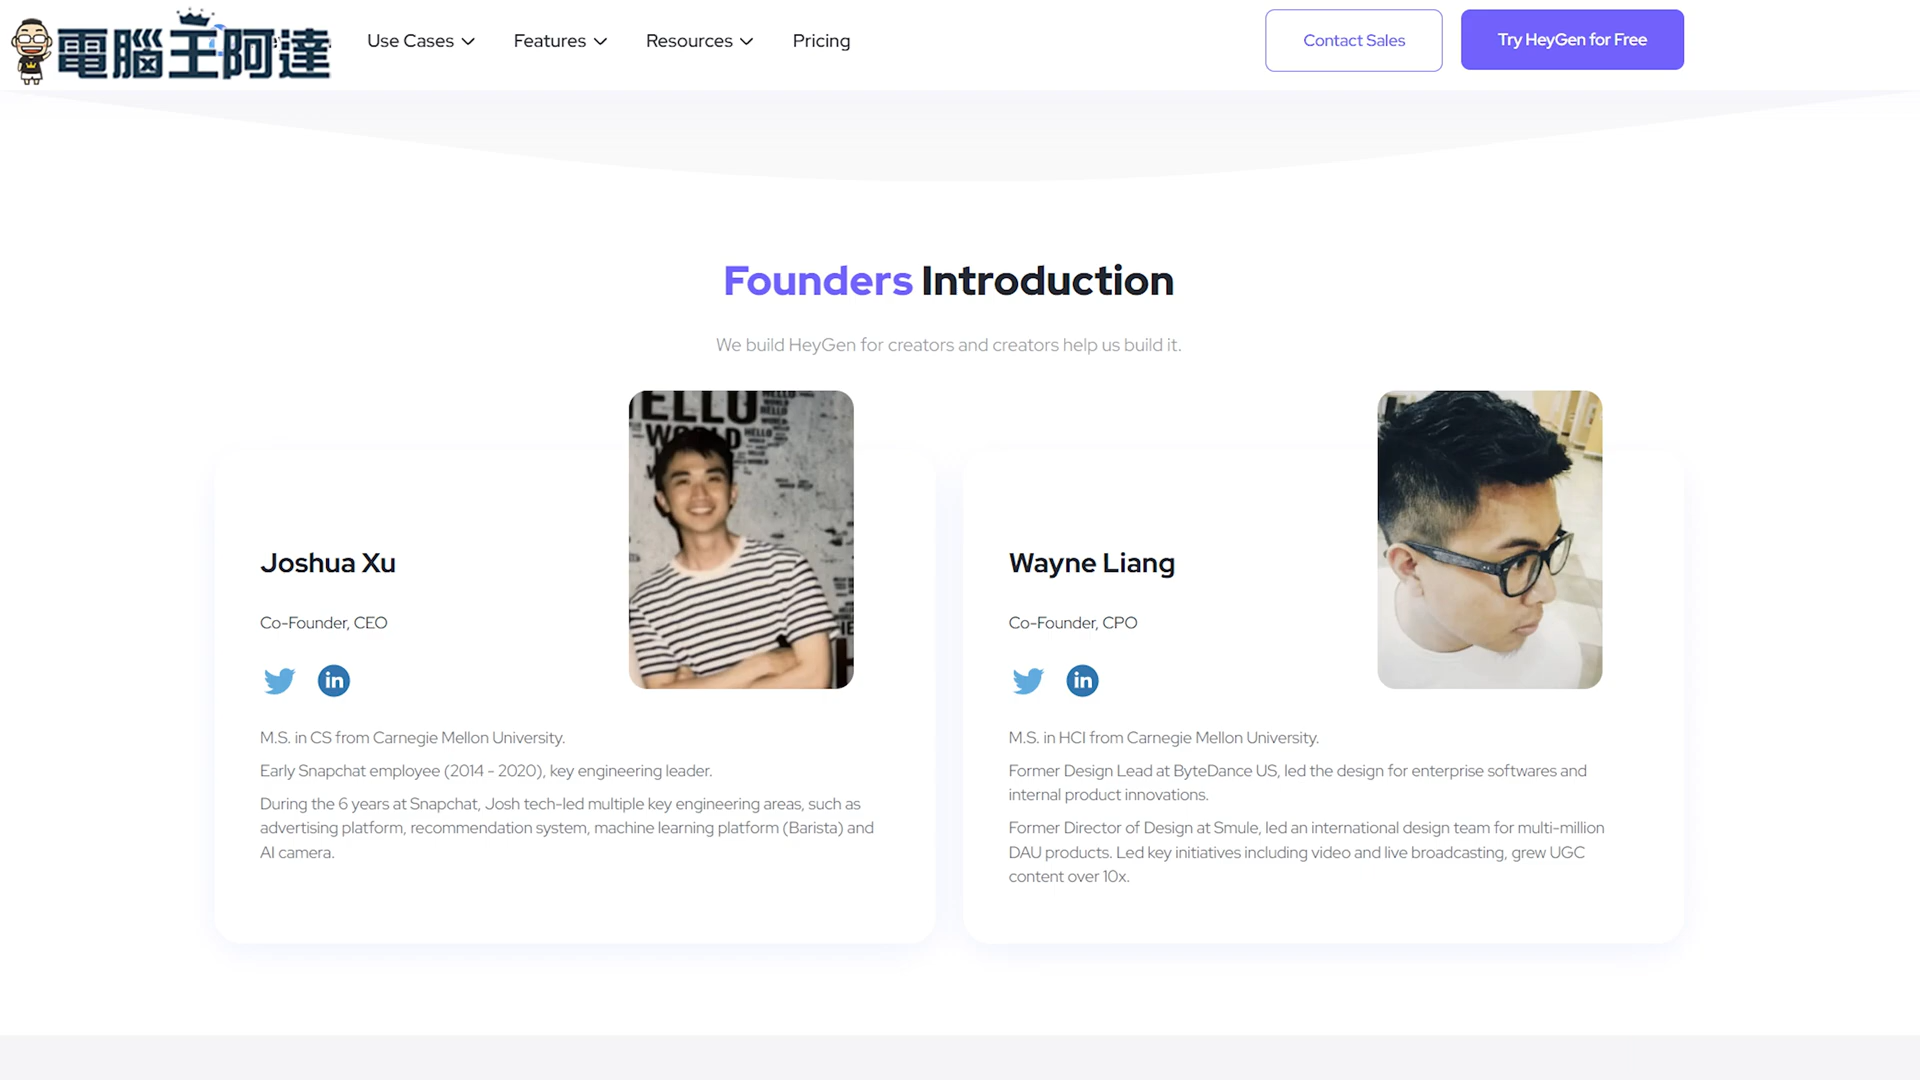 電腦王阿達
Use Cases
Features
Resources
Pricing
Contact Sales
Try HeyGen for Free
Founders Introduction
We build HeyGen for creators and creators help us build it.
ELLO
HELLO
WORLD
HELLO
Joshua Xu
Co-Founder, CEO
in
M.S. in CS from Carnegie Mellon University.
Early Snapchat employee (2014 - 2020), key engineering leader.
During the 6 years at Snapchat, Josh tech-led multiple key engineering areas, such as
advertising platform, recommendation system, machine learning platform (Barista) and
AI camera.
Wayne Liang
Co-Founder, CPO
in
M.S. in HCI from Carnegie Mellon University.
Former Design Lead at ByteDance US, led the design for enterprise softwares and
internal product innovations.
Former Director of Design at Smule, led an international design team for multi-million
DAU products. Led key initiatives including video and live broadcasting, grew UGC
content over 10x.